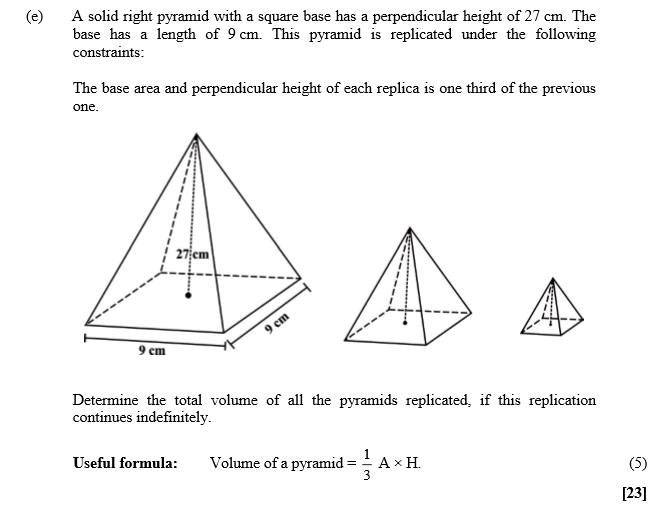 (e) A solid right pyramid with a square base has a perpendicular height of 27 cm. The
base has a length of 9 cm. This pyramid is replicated under the following
constraints:
The base area and perpendicular height of each replica is one third of the previous
one.
27 cm
9 cm
9 cm
Determine the total volume of all the pyramids replicated, if this replication
continues indefinitely.
Useful formula: Volume of a pyramid = 1/3 A × H. (5)
[23]